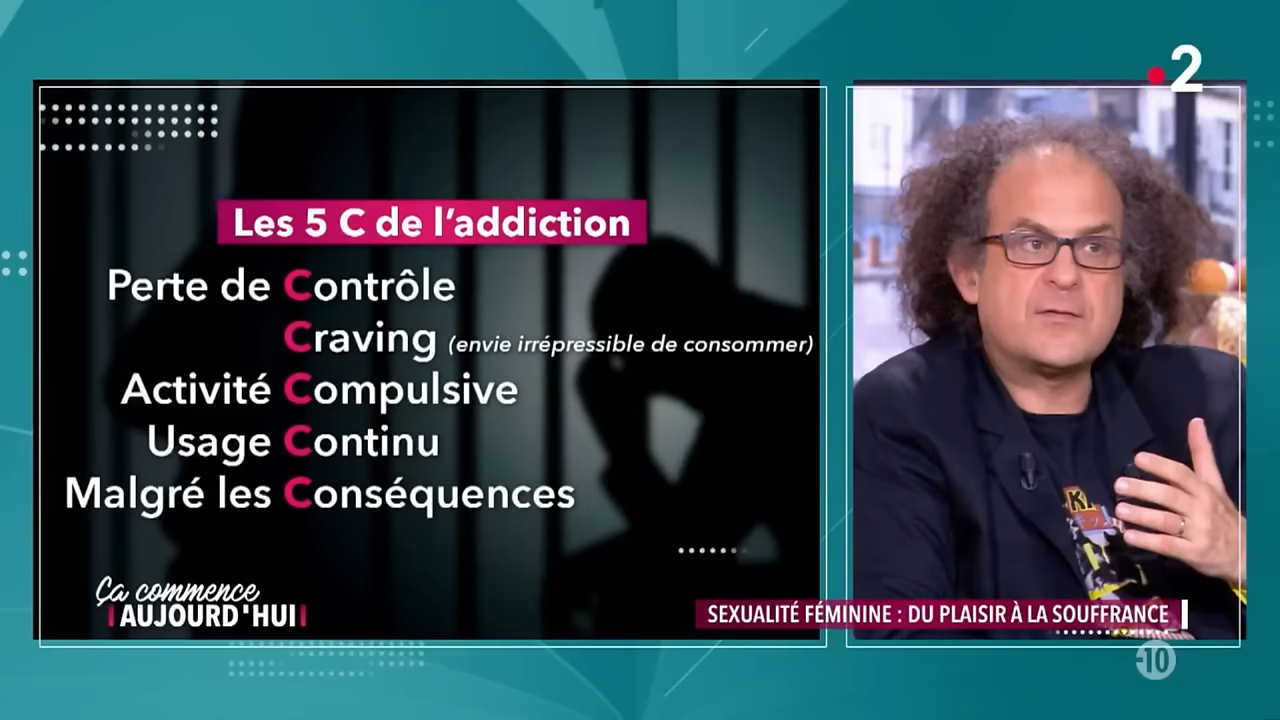 2
Les 5 C de l'addiction
Perte de Contrôle
Craving (envie irrépressible de consommer)
Activité Compulsive
Usage Continu
Malgré les Conséquences
Ça commence
AUJOURD'HUI
SEXUALITÉ FÉMININE : DU PLAISIR À LA SOUFFRANCE
-10